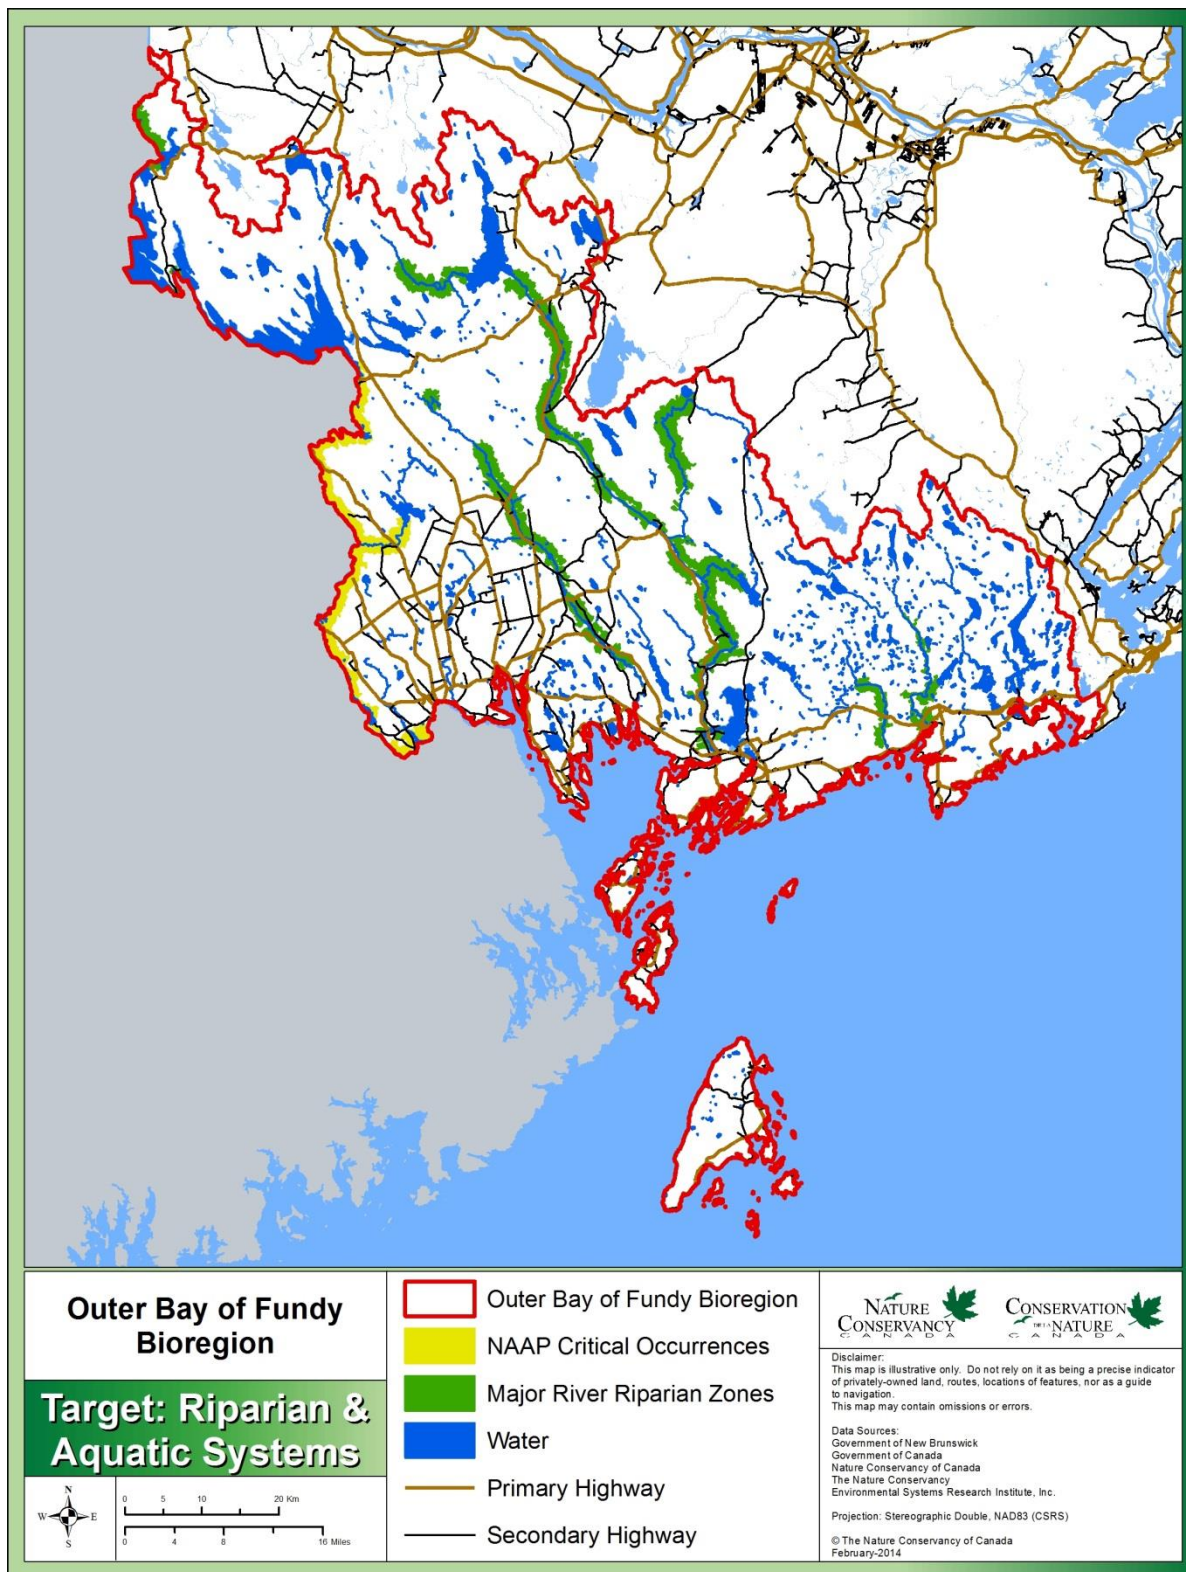 Outer Bay of Fundy
Bioregion
Target: Riparian &
Aquatic Systems
N
W
E
S
0 5 10 20 Km
0 4 8 16 Miles
Outer Bay of Fundy Bioregion
NAAP Critical Occurrences
Major River Riparian Zones
Water
Primary Highway
Secondary Highway
NATURE
CONSERVANCY
CANADA
CONSERVATION
DE LA NATURE
CANADA
Disclaimer:
This map is illustrative only. Do not rely on it as being a precise indicator
of privately-owned land, routes, locations of features, nor as a guide
to navigation.
This map may contain omissions or errors.
Data Sources:
Government of New Brunswick
Government of Canada
Nature Conservancy of Canada
The Nature Conservancy
Environmental Systems Research Institute, Inc.
Projection: Stereographic Double, NAD83 (CSRS)
© The Nature Conservancy of Canada
February-2014